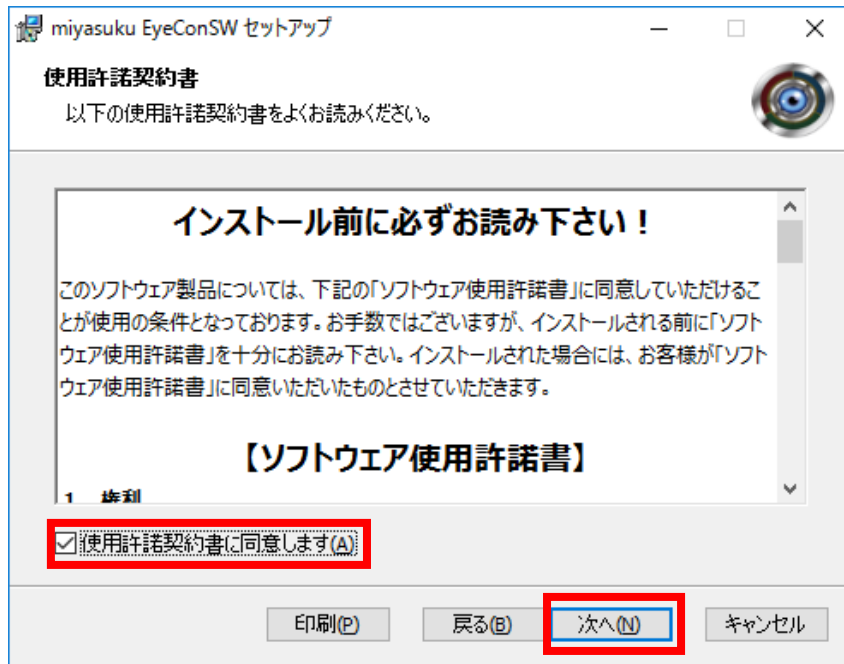 miyasuku EyeConSW セットアップ
使用許諾契約書
以下の使用許諾契約書をよくお読みください。
インストール前に必ずお読み下さい！
このソフトウェア製品については、下記の「ソフトウェア使用許諾書」に同意していただけるこ
とが使用の条件となっております。お手数ではございますが、インストールされる前に「ソフト
ウェア使用許諾書」を十分にお読み下さい。インストールされた場合には、お客様が「ソフト
ウェア使用許諾書」に同意いただいたものとさせていただきます。
【ソフトウェア使用許諾書】
1 権利
使用許諾契約書に同意します(A)
印刷(P) 戻る(B) 次へ(N) キャンセル